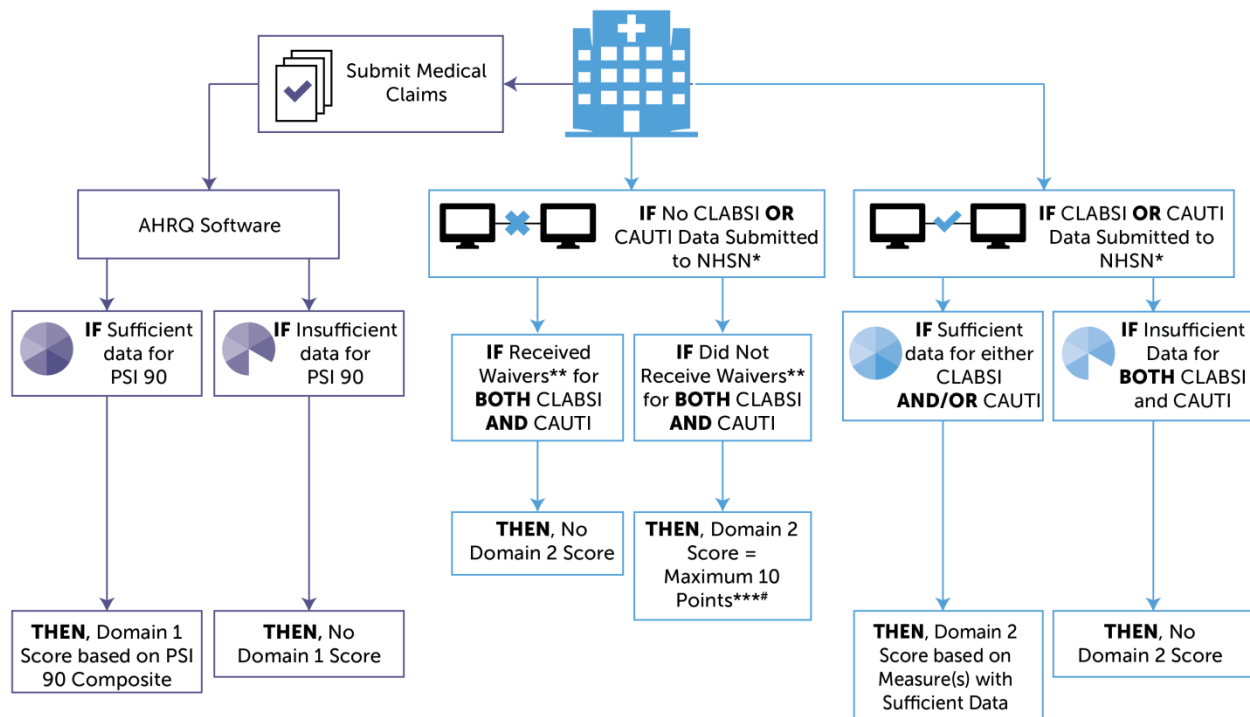 Submit Medical
Claims
AHRQ Software
IF No CLABSI OR
CAUTI Data Submitted
to NHSN*
IF CLABSI OR CAUTI
Data Submitted to
NHSN*
IF Sufficient
data for
PSI 90
IF Insufficient
data for
PSI 90
IF Received
Waivers** for
BOTH CLABSI
AND CAUTI
IF Did Not
Receive Waivers**
for BOTH CLABSI
AND CAUTI
IF Sufficient
data for either
CLABSI
AND/OR CAUTI
IF Insufficient
Data for
BOTH CLABSI
and CAUTI
THEN, No
Domain 2 Score
THEN, Domain 2
Score =
Maximum 10
Points***#
THEN, Domain 1
Score based on PSI
90 Composite
THEN, No
Domain 1 Score
THEN, Domain 2
Score based on
Measure(s) with
Sufficient Data
THEN, No
Domain 2 Score